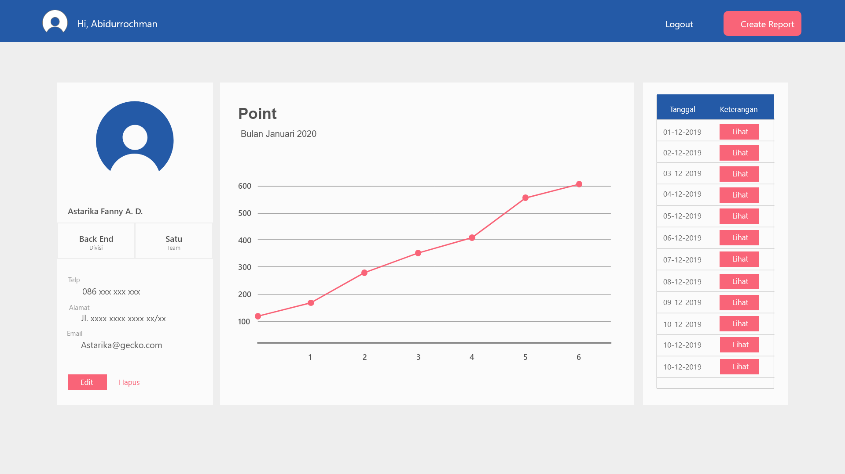 Hi, Abidurrochman
Logout
Create Report
Astarika Fanny A. D.
Back End
Divisi
Satu
Team
Telp
086 xxx xxx xxx
Alamat
Jl. xxxx xxxx xxxx xx/xx
Email
Astarika@gecko.com
Edit
Hapus
Point
Bulan Januari 2020
600
500
400
300
200
100
1 2 3 4 5 6
Tanggal Keterangan
01-12-2019 Lihat
02-12-2019 Lihat
03-12-2019 Lihat
04-12-2019 Lihat
05-12-2019 Lihat
06-12-2019 Lihat
07-12-2019 Lihat
08-12-2019 Lihat
09-12-2019 Lihat
10-12-2019 Lihat
10-12-2019 Lihat
10-12-2019 Lihat